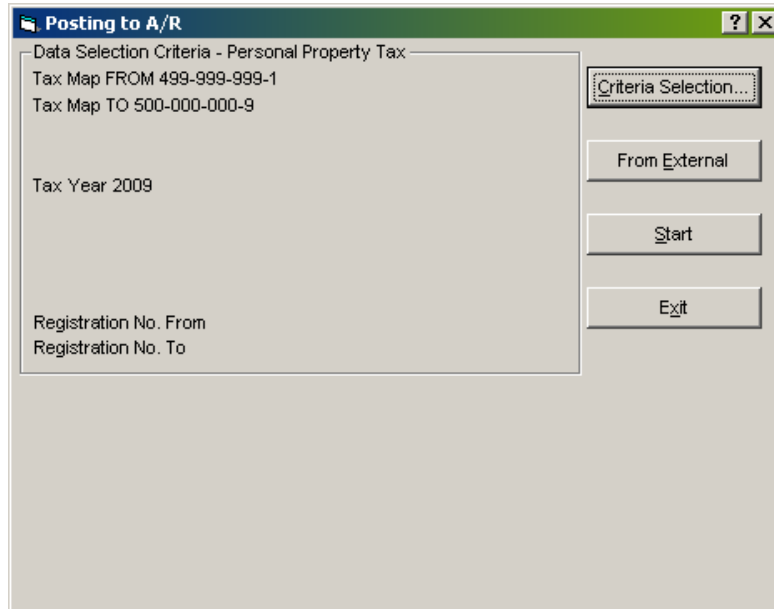 Posting to A/R
Data Selection Criteria - Personal Property Tax
Tax Map FROM 499-999-999-1
Tax Map TO 500-000-000-9
Tax Year 2009
Registration No. From
Registration No. To
Criteria Selection...
From External
Start
Exit